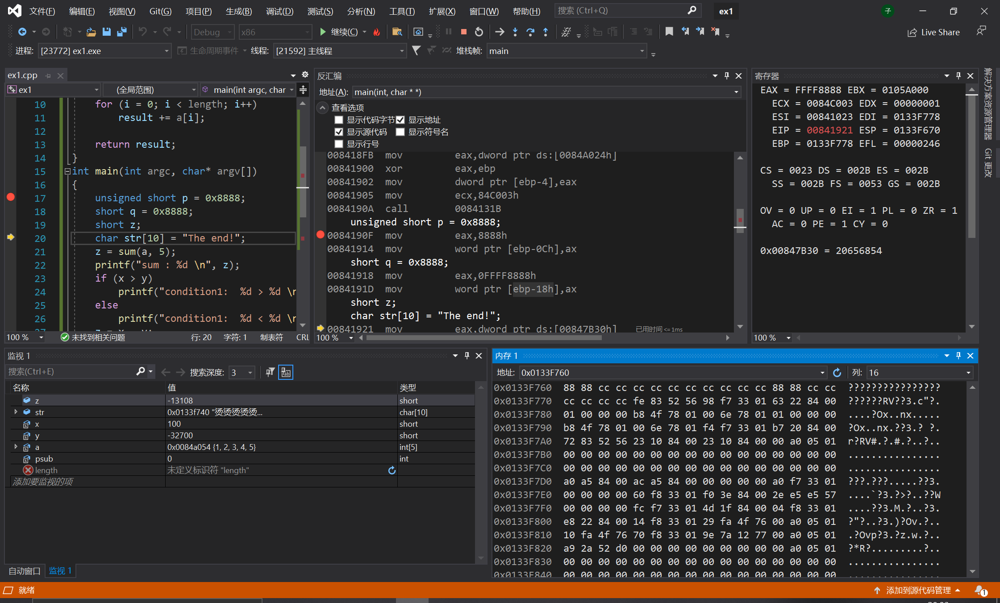 文件(F) 编辑(E) 视图(V) Git(G) 项目(P) 生成(B) 调试(D) 测试(S) 分析(N) 工具(T) 扩展(X) 窗口(W) 帮助(H) 搜索 (Ctrl+Q) ex1 子
Debug x86 继续(C) Live Share
进程: [23772] ex1.exe 生命周期事件 线程: [21592] 主线程 堆栈帧: main
ex1.cpp
ex1 (全局范围) main(int argc, char
10 for (i = 0; i < length; i++)
11 result += a[i];
12
13 return result;
14 }
15 int main(int argc, char* argv[])
16 {
17 unsigned short p = 0x8888;
18 short q = 0x8888;
19 short z;
20 char str[10] = "The end!";
21 z = sum(a, 5);
22 printf("sum : %d \n", z);
23 if (x > y)
24 printf("condition1:  %d > %d \n
25 else
26 printf("condition1:  %d < %d \n
100 % 未找到相关问题 行: 20 字符: 1 制表符 CRL
反汇编
地址(A): main(int, char * *)
查看选项
显示代码字节 显示地址
显示源代码 显示符号名
显示行号
008418FB mov eax,dword ptr ds:[0084A024h]
00841900 xor eax,ebp
00841902 mov dword ptr [ebp-4],eax
00841905 mov ecx,84C003h
0084190A call 0084131B
unsigned short p = 0x8888;
0084190F mov eax,8888h
00841914 mov word ptr [ebp-0Ch],ax
short q = 0x8888;
00841918 mov eax,0FFFF8888h
0084191D mov word ptr [ebp-18h],ax
short z;
char str[10] = "The end!";
00841921 mov eax,dword ptr ds:[00847B30h] 已用时间 <= 1ms
100 %
寄存器
EAX = FFFF8888 EBX = 0105A000
ECX = 0084C003 EDX = 00000001
ESI = 00841023 EDI = 0133F778
EIP = 00841921 ESP = 0133F670
EBP = 0133F778 EFL = 00000246
CS = 0023 DS = 002B ES = 002B
SS = 002B FS = 0053 GS = 002B
OV = 0 UP = 0 EI = 1 PL = 0 ZR = 1
AC = 0 PE = 1 CY = 0
0x00847B30 = 20656854
100 %
解决方案资源管理器
Git 更改
监视 1
搜索(Ctrl+E) 搜索深度: 3
名称 值 类型
z -13108 short
str 0x0133f740 "烫烫烫烫烫... char[10]
x 100 short
y -32700 short
a 0x0084a054 {1, 2, 3, 4, 5} int[5]
psub 0 int
length 未定义标识符 "length"
添加要监视的项
自动窗口 监视 1
内存 1
地址: 0x0133F760 列: 16
0x0133F760 88 88 cc cc cc cc cc cc cc cc cc cc 88 88 cc cc ????????????????
0x0133F770 cc cc cc cc fe 83 52 56 98 f7 33 01 63 22 84 00 ??????RV??3.c"?.
0x0133F780 01 00 00 00 b8 4f 78 01 00 6e 78 01 01 00 00 00 ....?Ox..nx.....
0x0133F790 b8 4f 78 01 00 6e 78 01 f4 f7 33 01 b7 20 84 00 ?Ox..nx.??3.? ?.
0x0133F7A0 72 83 52 56 23 10 84 00 23 10 84 00 00 a0 05 01 r?RV#.?.#.?..?..
0x0133F7B0 00 00 00 00 00 00 00 00 00 00 00 00 00 00 00 00 ................
0x0133F7C0 00 00 00 00 00 00 00 00 00 00 00 00 00 00 00 00 ................
0x0133F7D0 a0 a5 84 00 ac a5 84 00 00 00 00 00 a0 f7 33 01 ???.???.....??3.
0x0133F7E0 00 00 00 00 60 f8 33 01 f0 3e 84 00 2e e5 e5 57 ....`?3.?>?..??W
0x0133F7F0 00 00 00 00 fc f7 33 01 4d 1f 84 00 04 f8 33 01 ....??3.M.?..?3.
0x0133F800 e8 22 84 00 14 f8 33 01 29 fa 4f 76 00 a0 05 01 ?"?..?3.)?Ov.?..
0x0133F810 10 fa 4f 76 70 f8 33 01 9e 7a 12 77 00 a0 05 01 .?Ovp?3.?z.w.?..
0x0133F820 a9 2a 52 d0 00 00 00 00 00 00 00 00 00 a0 05 01 ?*R?.........?..
0x0133F830 00 00 00 00 00 00 00 00 00 00 00 00 00 00 00 00 ................
0x0133F840 00 00 00 00 00 00 00 00 00 00 00 00 00 00 00 00
就绪 添加到源代码管理 1